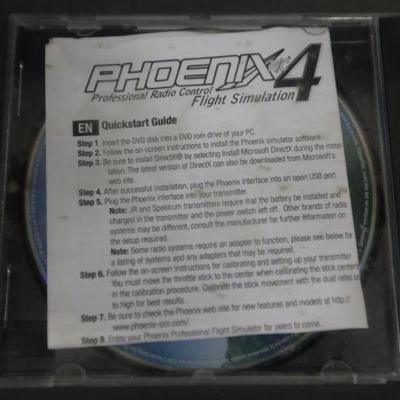 PHOENIX 4
Professional Radio Control
Flight Simulation
EN Quickstart Guide
Step 1. Insert the DVD disk into a DVD rom drive of your PC.
Step 2. Follow the on-screen instructions to install the Phoenix simulator software.
Step 3. Be sure to install DirectX® by selecting Install Microsoft DirectX during the instal-
lation. The latest version of DirectX can also be downloaded from Microsoft's
web site.
Step 4. After successful installation, plug the Phoenix interface into an open USB port.
Step 5. Plug the Phoenix interface into your transmitter.
Note: JR and Spektrum transmitters require that the battery be installed and
charged in the transmitter and the power switch left off. Other brands of radio
systems may be different, consult the manufacturer for further information on
the setup required.
Note: Some radio systems require an adapter to function, please see below for
a listing of systems and any adapters that may be required.
Step 6. Follow the on-screen instructions for calibrating and setting up your transmitter.
You must move the throttle stick to the center when calibrating the stick centers
in the calibration procedure. Calibrate the stick movement with the dual rates set
to high for best results.
Step 7. Be sure to check the Phoenix web site for new features and models at http://
www.phoenix-sim.com/.
Step 8. Enjoy your Phoenix Professional Flight Simulator for years to come.